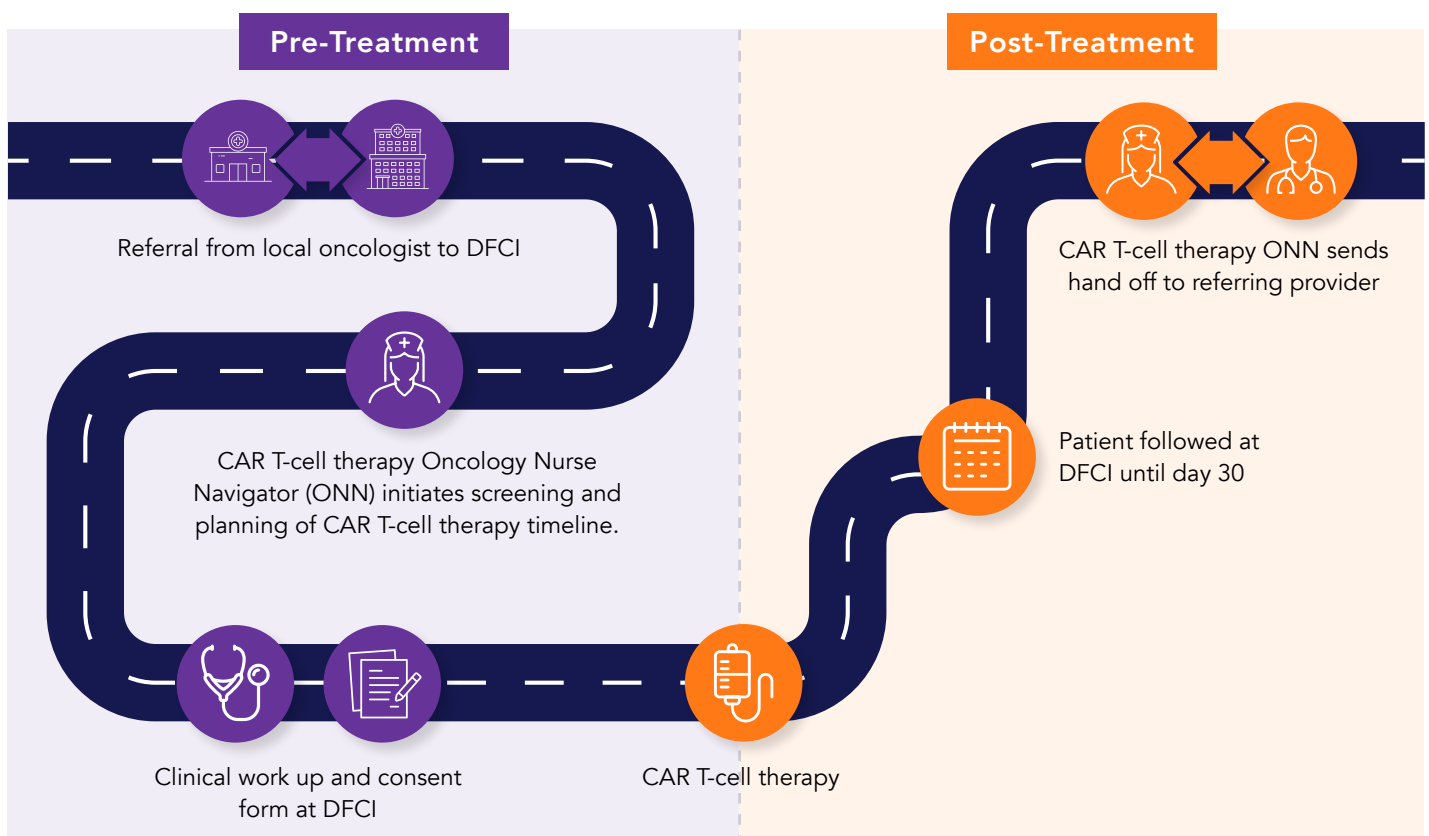 Pre-Treatment
Post-Treatment
Referral from local oncologist to DFCI
CAR T-cell therapy ONN sends
hand off to referring provider
CAR T-cell therapy Oncology Nurse
Navigator (ONN) initiates screening and
planning of CAR T-cell therapy timeline.
Patient followed at
DFCI until day 30
Clinical work up and consent
form at DFCI
CAR T-cell therapy